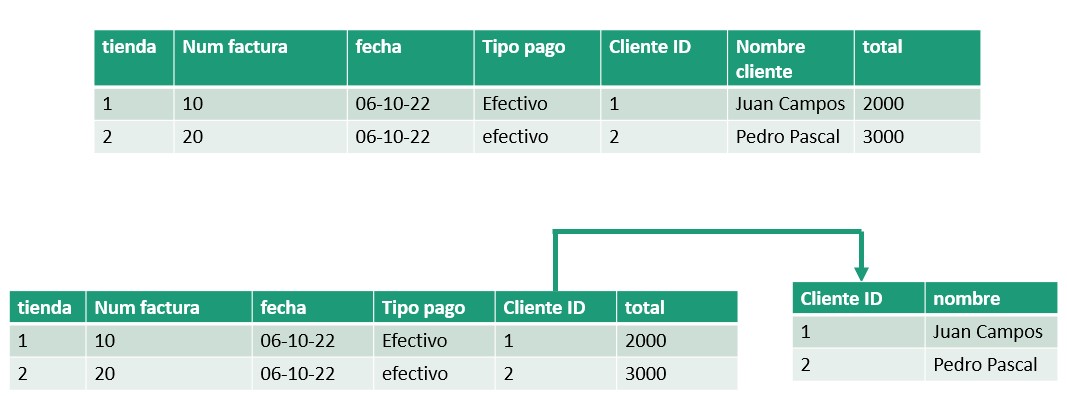 tienda Num factura fecha Tipo pago Cliente ID Nombre cliente total
1 10 06-10-22 Efectivo 1 Juan Campos 2000
2 20 06-10-22 efectivo 2 Pedro Pascal 3000
tienda Num factura fecha Tipo pago Cliente ID total
1 10 06-10-22 Efectivo 1 2000
2 20 06-10-22 efectivo 2 3000
Cliente ID nombre
1 Juan Campos
2 Pedro Pascal